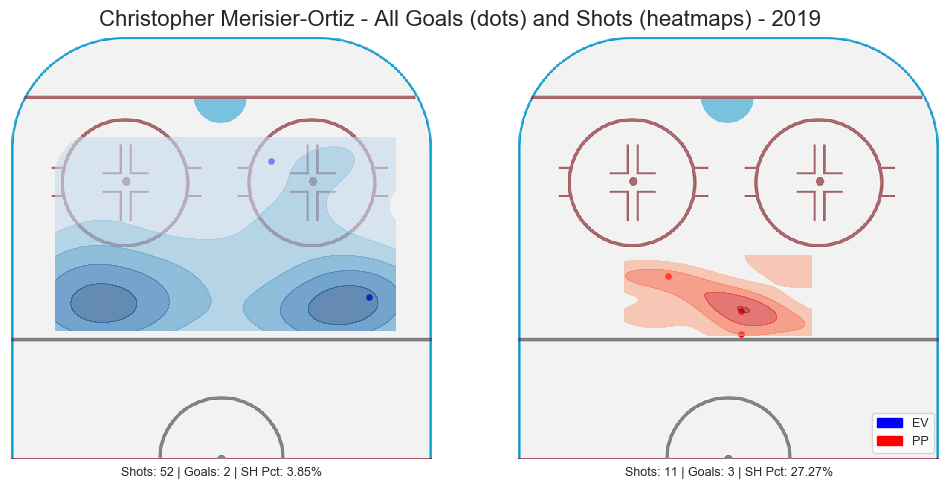 Christopher Merisier-Ortiz - All Goals (dots) and Shots (heatmaps) - 2019
EV
PP
Shots: 52 | Goals: 2 | SH Pct: 3.85%
Shots: 11 | Goals: 3 | SH Pct: 27.27%